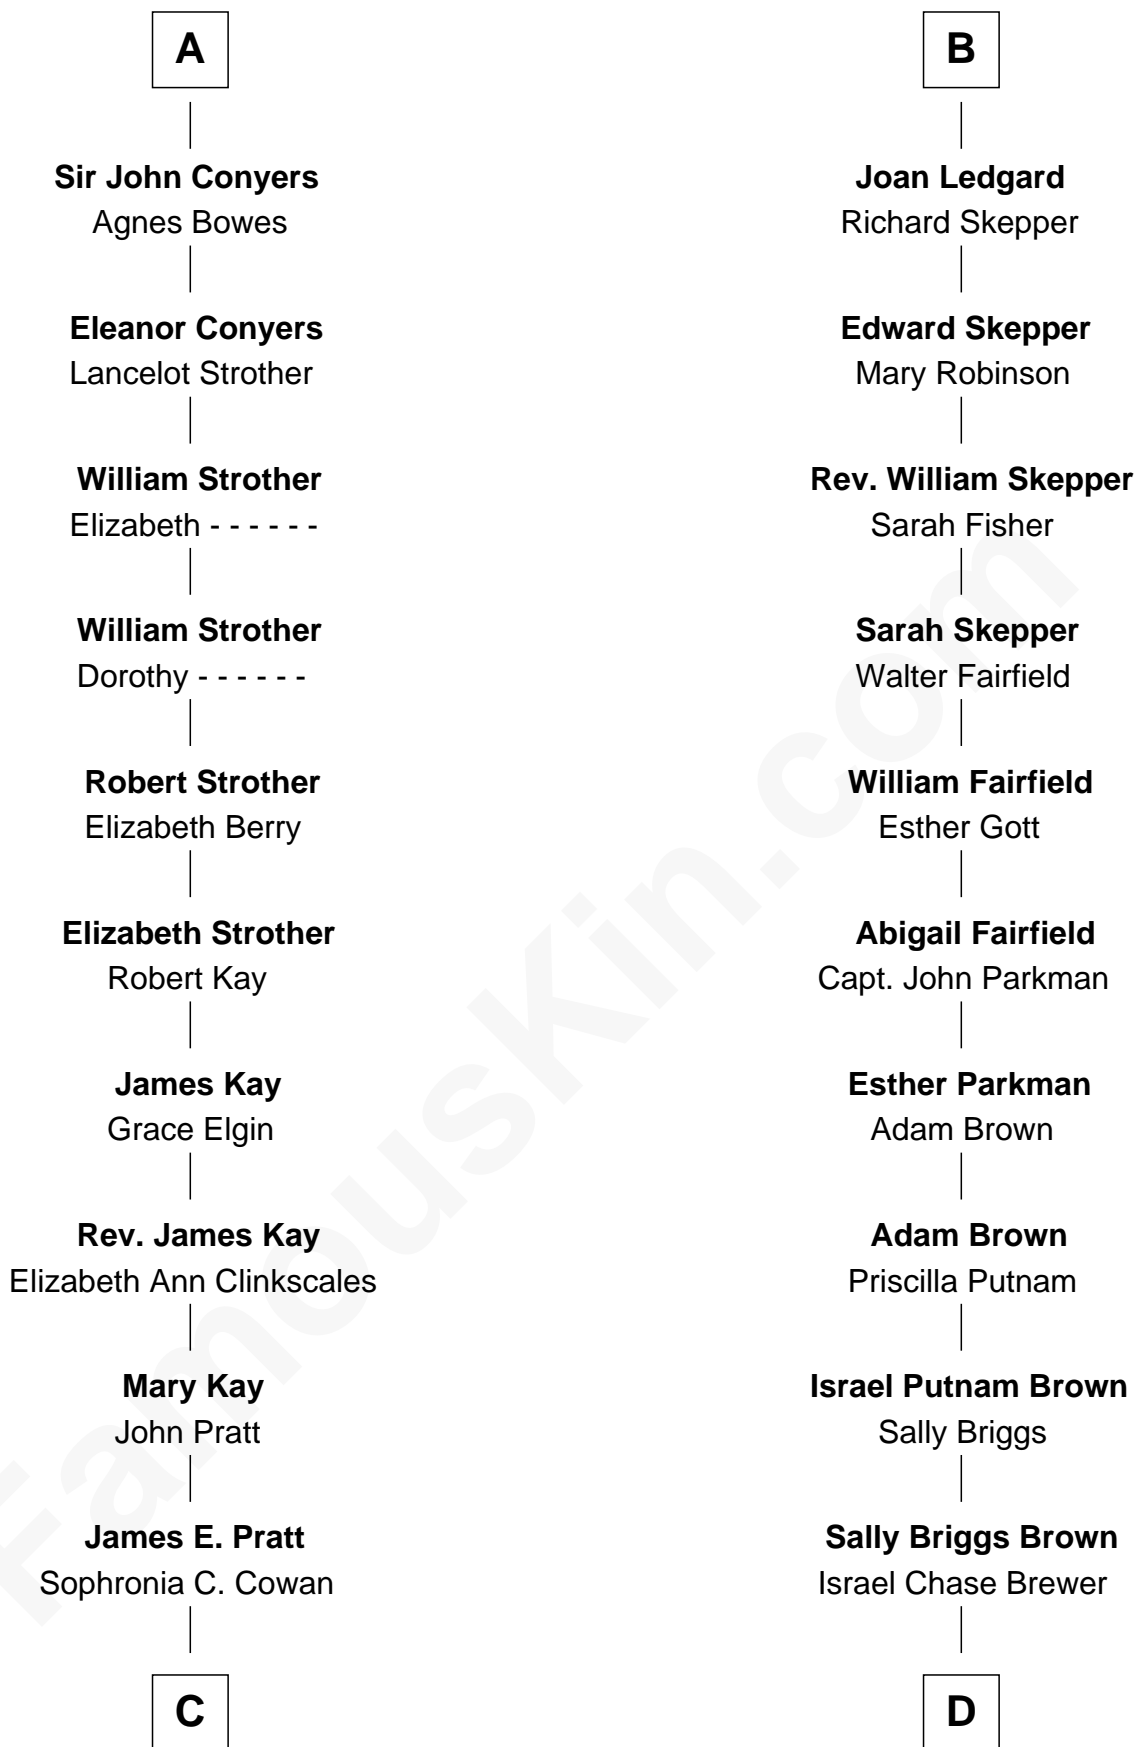 A
Sir John Conyers
Agnes Bowes
Eleanor Conyers
Lancelot Strother
William Strother
Elizabeth - - - - - -
William Strother
Dorothy - - - - - -
Robert Strother
Elizabeth Berry
Elizabeth Strother
Robert Kay
James Kay
Grace Elgin
Rev. James Kay
Elizabeth Ann Clinkscales
Mary Kay
John Pratt
James E. Pratt
Sophronia C. Cowan
C
B
Joan Ledgard
Richard Skepper
Edward Skepper
Mary Robinson
Rev. William Skepper
Sarah Fisher
Sarah Skepper
Walter Fairfield
William Fairfield
Esther Gott
Abigail Fairfield
Capt. John Parkman
Esther Parkman
Adam Brown
Adam Brown
Priscilla Putnam
Israel Putnam Brown
Sally Briggs
Sally Briggs Brown
Israel Chase Brewer
D
FamousKin.com